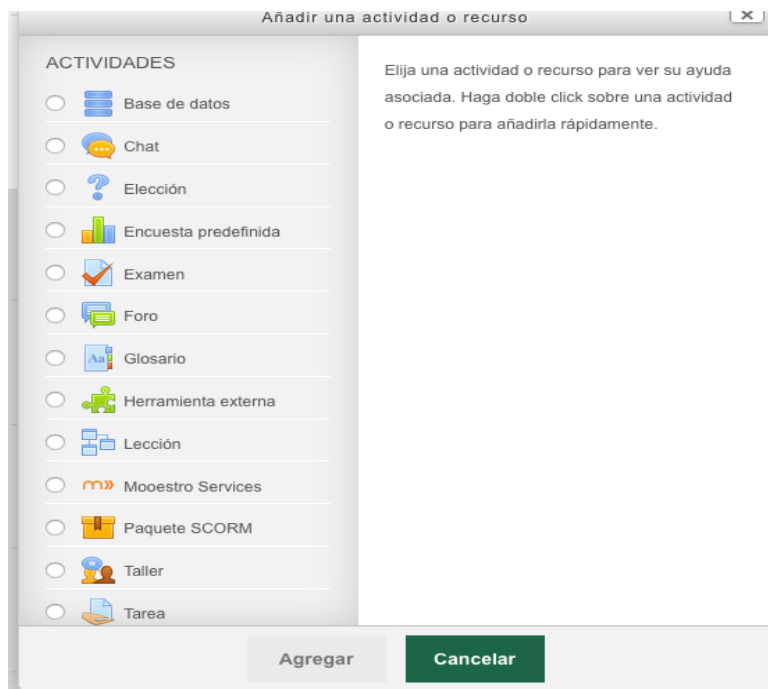 Añadir una actividad o recurso
ACTIVIDADES
Base de datos
Chat
Elección
Encuesta predefinida
Examen
Foro
Aa
Glosario
Herramienta externa
Lección
Mooestro Services
Paquete SCORM
Taller
Tarea
Elija una actividad o recurso para ver su ayuda
asociada. Haga doble click sobre una actividad
o recurso para añadirla rápidamente.
Agregar
Cancelar